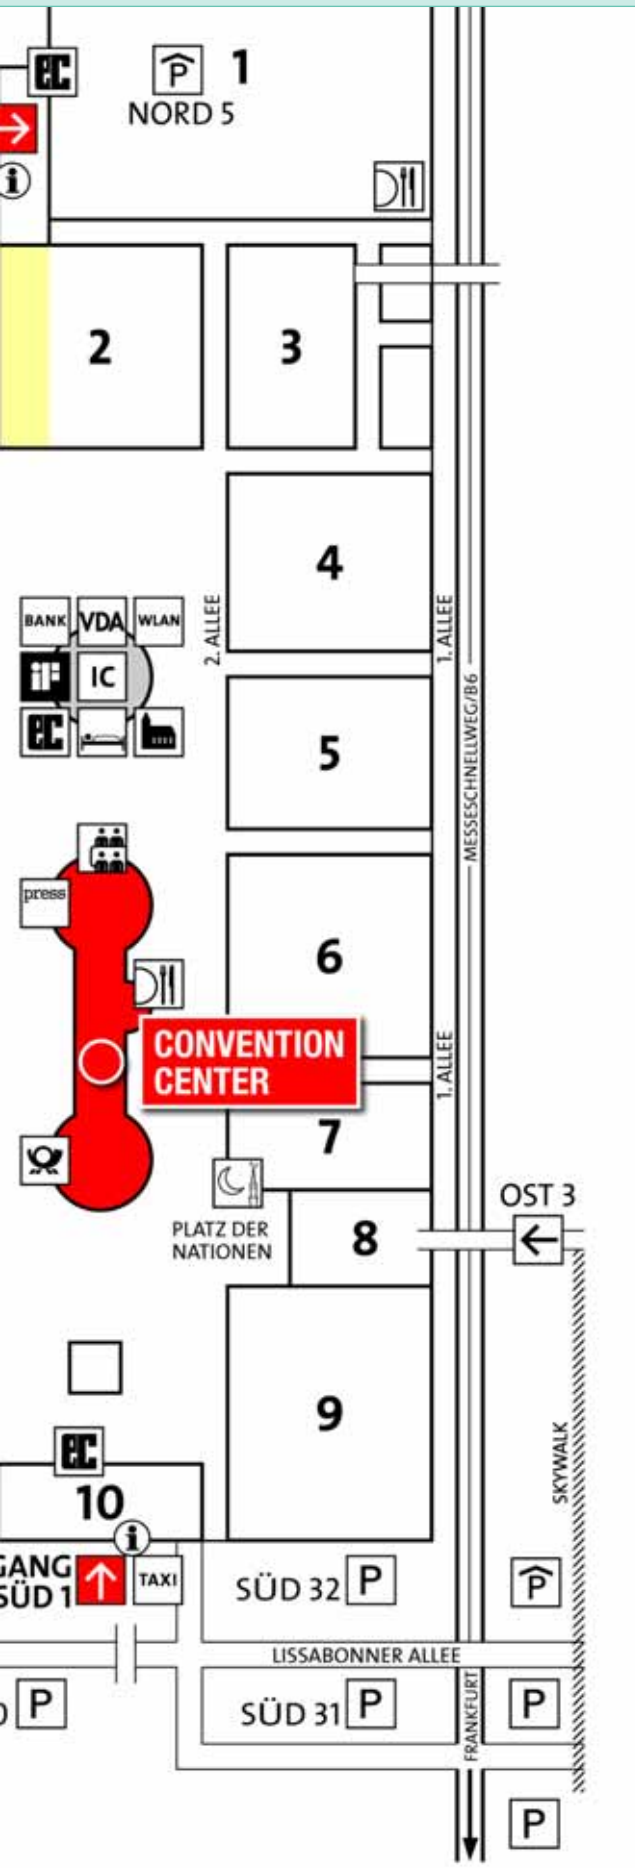 ec
P
1
NORD 5
i
2
3
4
2. ALLEE
1. ALLEE
BANK
VDA
WLAN
IC
ec
5
MESSESCHNELLWEG/B6
press
6
CONVENTION
CENTER
1. ALLEE
7
OST 3
PLATZ DER
NATIONEN
8
9
SKYWALK
ec
10
i
GANG
SÜD 1
TAXI
SÜD 32
P
P
LISSABONNER ALLEE
0
P
SÜD 31
P
P
FRANKFURT
P